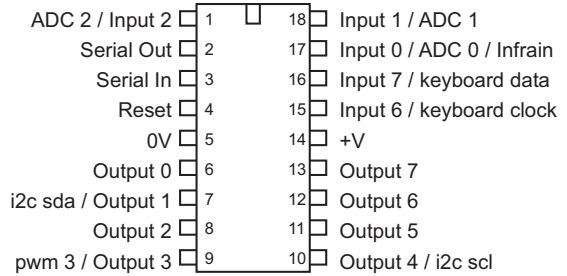 ADC 2 / Input 2 1 18 Input 1 / ADC 1
Serial Out 2 17 Input 0 / ADC 0 / Infrain
Serial In 3 16 Input 7 / keyboard data
Reset 4 15 Input 6 / keyboard clock
0V 5 14 +V
Output 0 6 13 Output 7
i2c sda / Output 1 7 12 Output 6
Output 2 8 11 Output 5
pwm 3 / Output 3 9 10 Output 4 / i2c scl